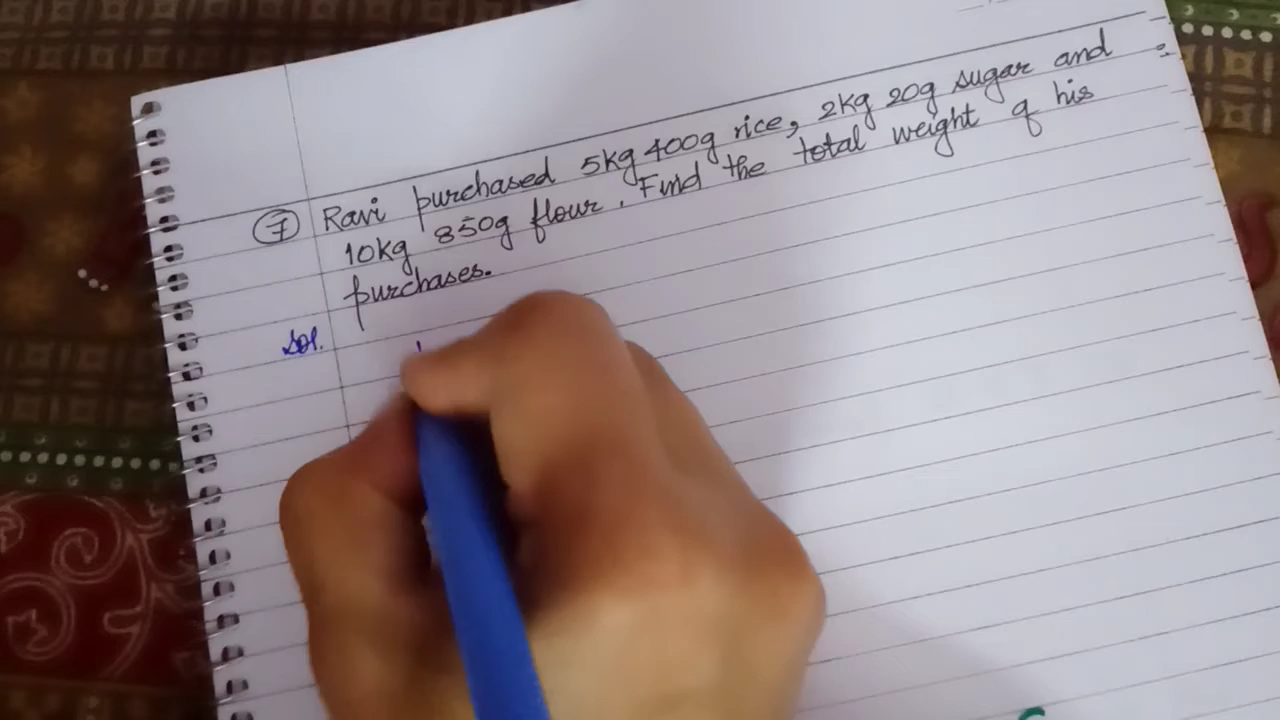 ⑦ Ravi purchased 5kg 400g rice, 2kg 20g sugar and
10kg 850g flour. Find the total weight of his
purchases.
Sol.